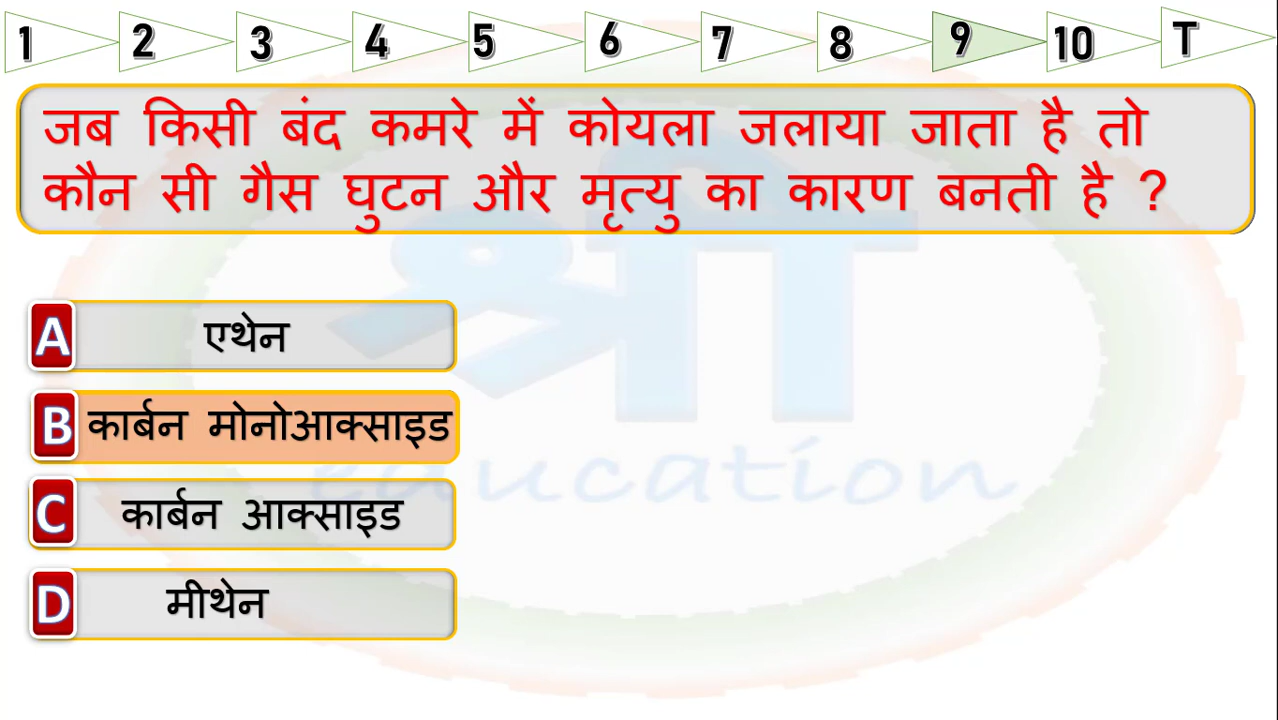 1 2 3 4 5 6 7 8 9 10 T
जब किसी बंद कमरे में कोयला जलाया जाता है तो
कौन सी गैस घुटन और मृत्यु का कारण बनती है ?
श्री
education
A एथेन
B कार्बन मोनोआक्साइड
C कार्बन आक्साइड
D मीथेन